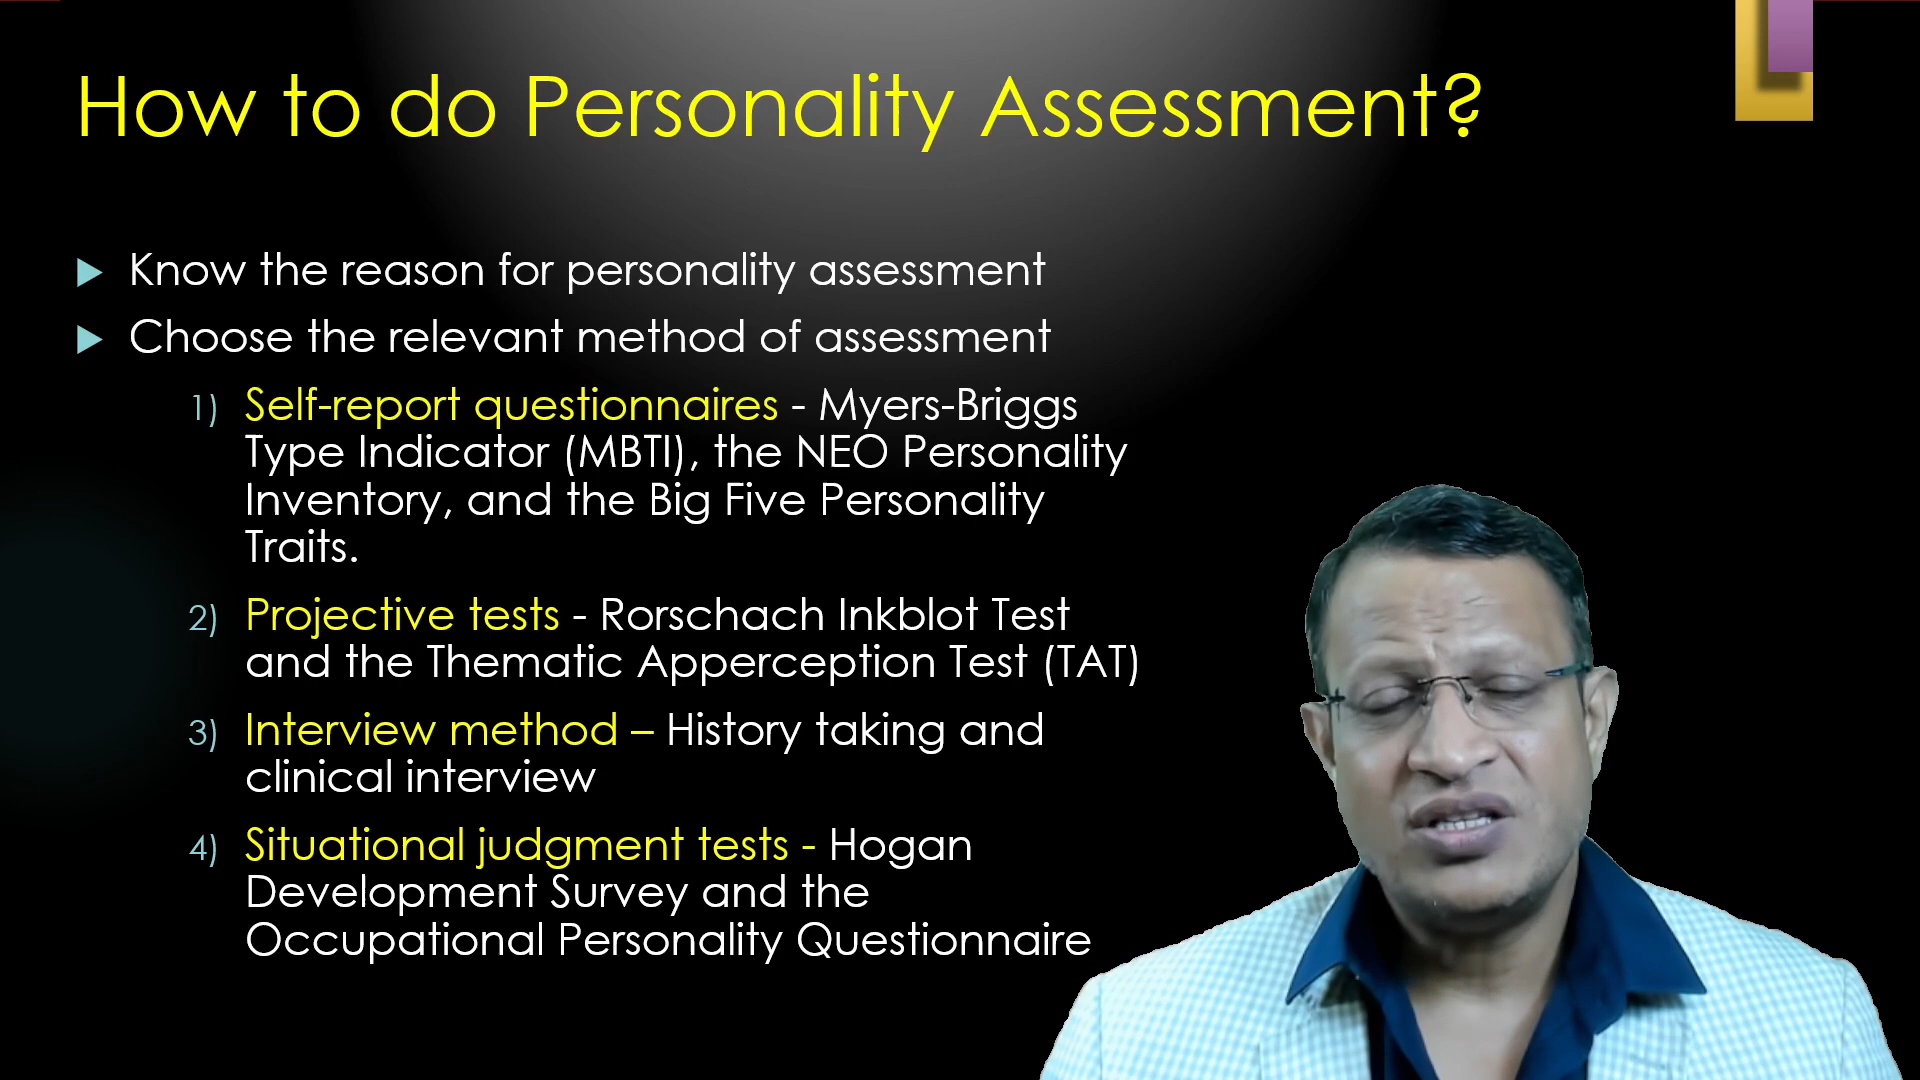 How to do Personality Assessment?
Know the reason for personality assessment
Choose the relevant method of assessment
1) Self-report questionnaires - Myers-Briggs
Type Indicator (MBTI), the NEO Personality
Inventory, and the Big Five Personality
Traits.
2) Projective tests - Rorschach Inkblot Test
and the Thematic Apperception Test (TAT)
3) Interview method – History taking and
clinical interview
4) Situational judgment tests - Hogan
Development Survey and the
Occupational Personality Questionnaire